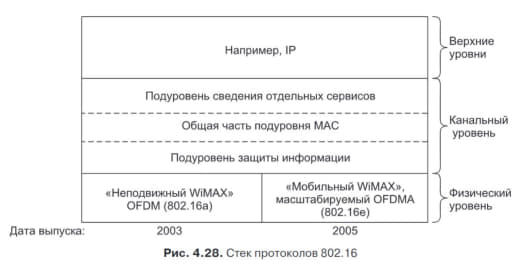 Например, IP
Верхние
уровни
Подуровень сведения отдельных сервисов
Общая часть подуровня MAC
Подуровень защиты информации
Канальный
уровень
«Неподвижный WiMAX»
OFDM (802.16a)
«Мобильный WiMAX»,
масштабируемый OFDMA
(802.16e)
Физический
уровень
Дата выпуска: 2003 2005
Рис. 4.28. Стек протоколов 802.16